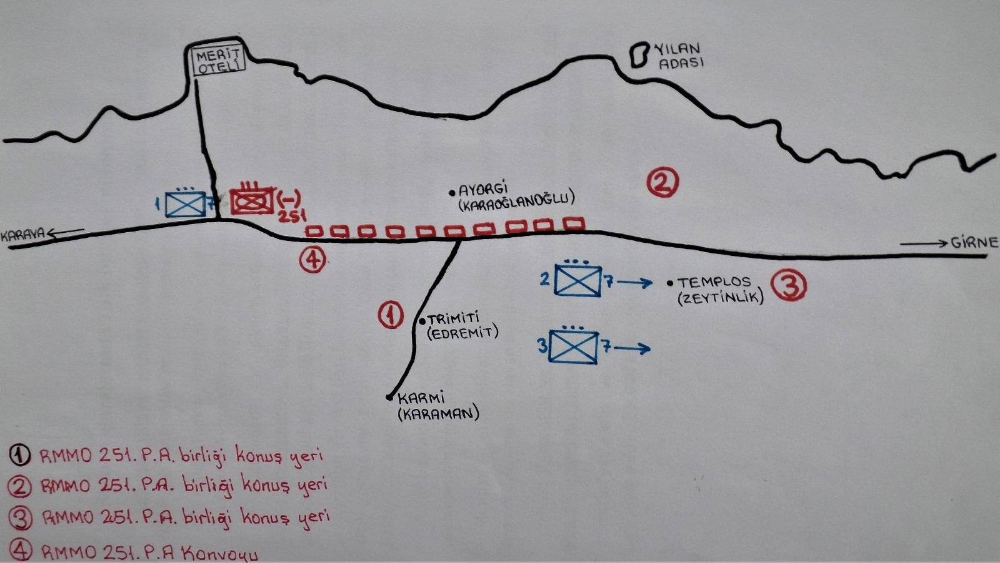 MERİT
OTELİ
YILAN
ADASI
AYORGİ
(KARAOĞLANOĞLU)
2
1 7
(-)
251
KARAVA
GİRNE
4
2 7
TEMPLOS
(ZEYTİNLİK)
3
1
TRİMİTİ
(EDREMİT)
3 7
KARMİ
(KARAMAN)
1 RMMO 251. P.A. birliği konuş yeri
2 RMMO 251. P.A. birliği konuş yeri
3 RMMO 251. P.A. birliği konuş yeri
4 RMMO 251. P.A Konvoyu